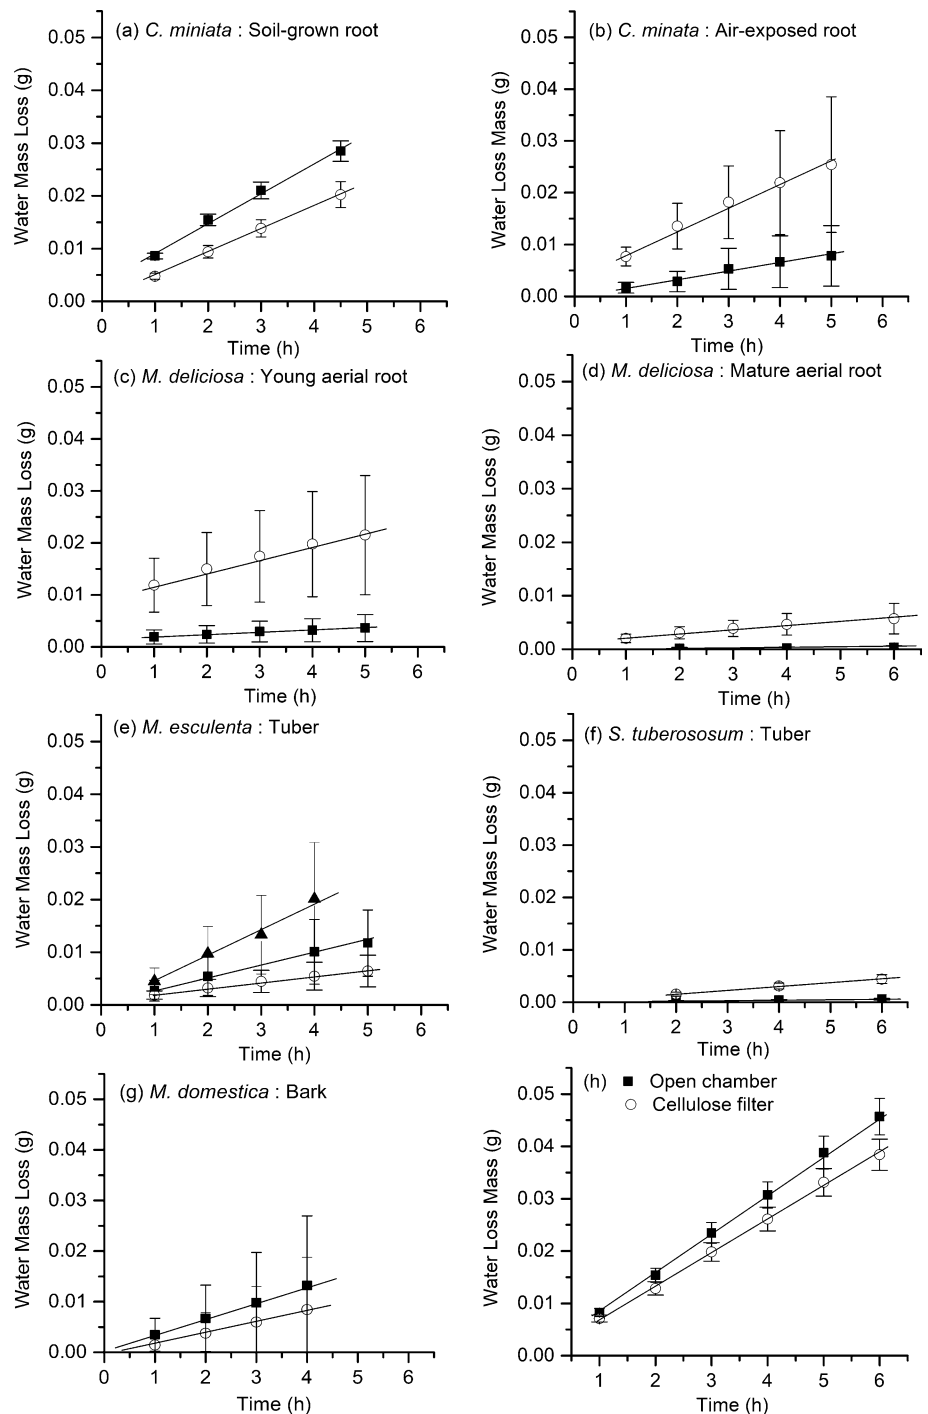 (a) C. miniata : Soil-grown root
Water Mass Loss (g)
0.05
0.04
0.03
0.02
0.01
0.00
0 1 2 3 4 5 6
Time (h)
(b) C. minata : Air-exposed root
Water Loss Mass (g)
0.05
0.04
0.03
0.02
0.01
0.00
0 1 2 3 4 5 6
Time (h)
(c) M. deliciosa : Young aerial root
Water Mass Loss (g)
0.05
0.04
0.03
0.02
0.01
0.00
0 1 2 3 4 5 6
Time (h)
(d) M. deliciosa : Mature aerial root
Water Mass Loss (g)
0.05
0.04
0.03
0.02
0.01
0.00
0 1 2 3 4 5 6
Time (h)
(e) M. esculenta : Tuber
Water Mass Loss (g)
0.05
0.04
0.03
0.02
0.01
0.00
0 1 2 3 4 5 6
Time (h)
(f) S. tuberososum : Tuber
Water Mass Loss (g)
0.05
0.04
0.03
0.02
0.01
0.00
0 1 2 3 4 5 6
Time (h)
(g) M. domestica : Bark
Water Mass Loss (g)
0.05
0.04
0.03
0.02
0.01
0.00
0 1 2 3 4 5 6
Time (h)
(h) Open chamber
Cellulose filter
Water Loss Mass (g)
0.05
0.04
0.03
0.02
0.01
0.00
1 2 3 4 5 6
Time (h)